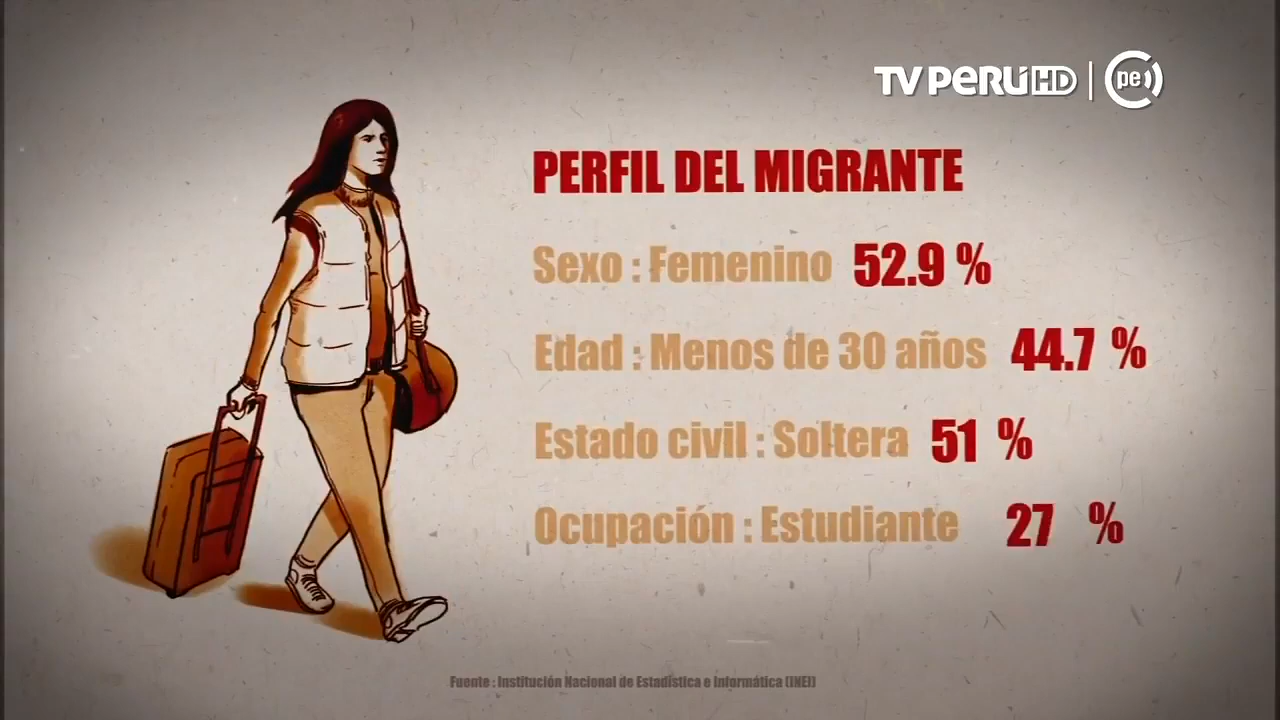 TV PERÚ HD | pe
PERFIL DEL MIGRANTE
Sexo : Femenino 52.9 %
Edad : Menos de 30 años 44.7 %
Estado civil : Soltera 51 %
Ocupación : Estudiante 27 %
Fuente : Institución Nacional de Estadística e Informática (INEI)